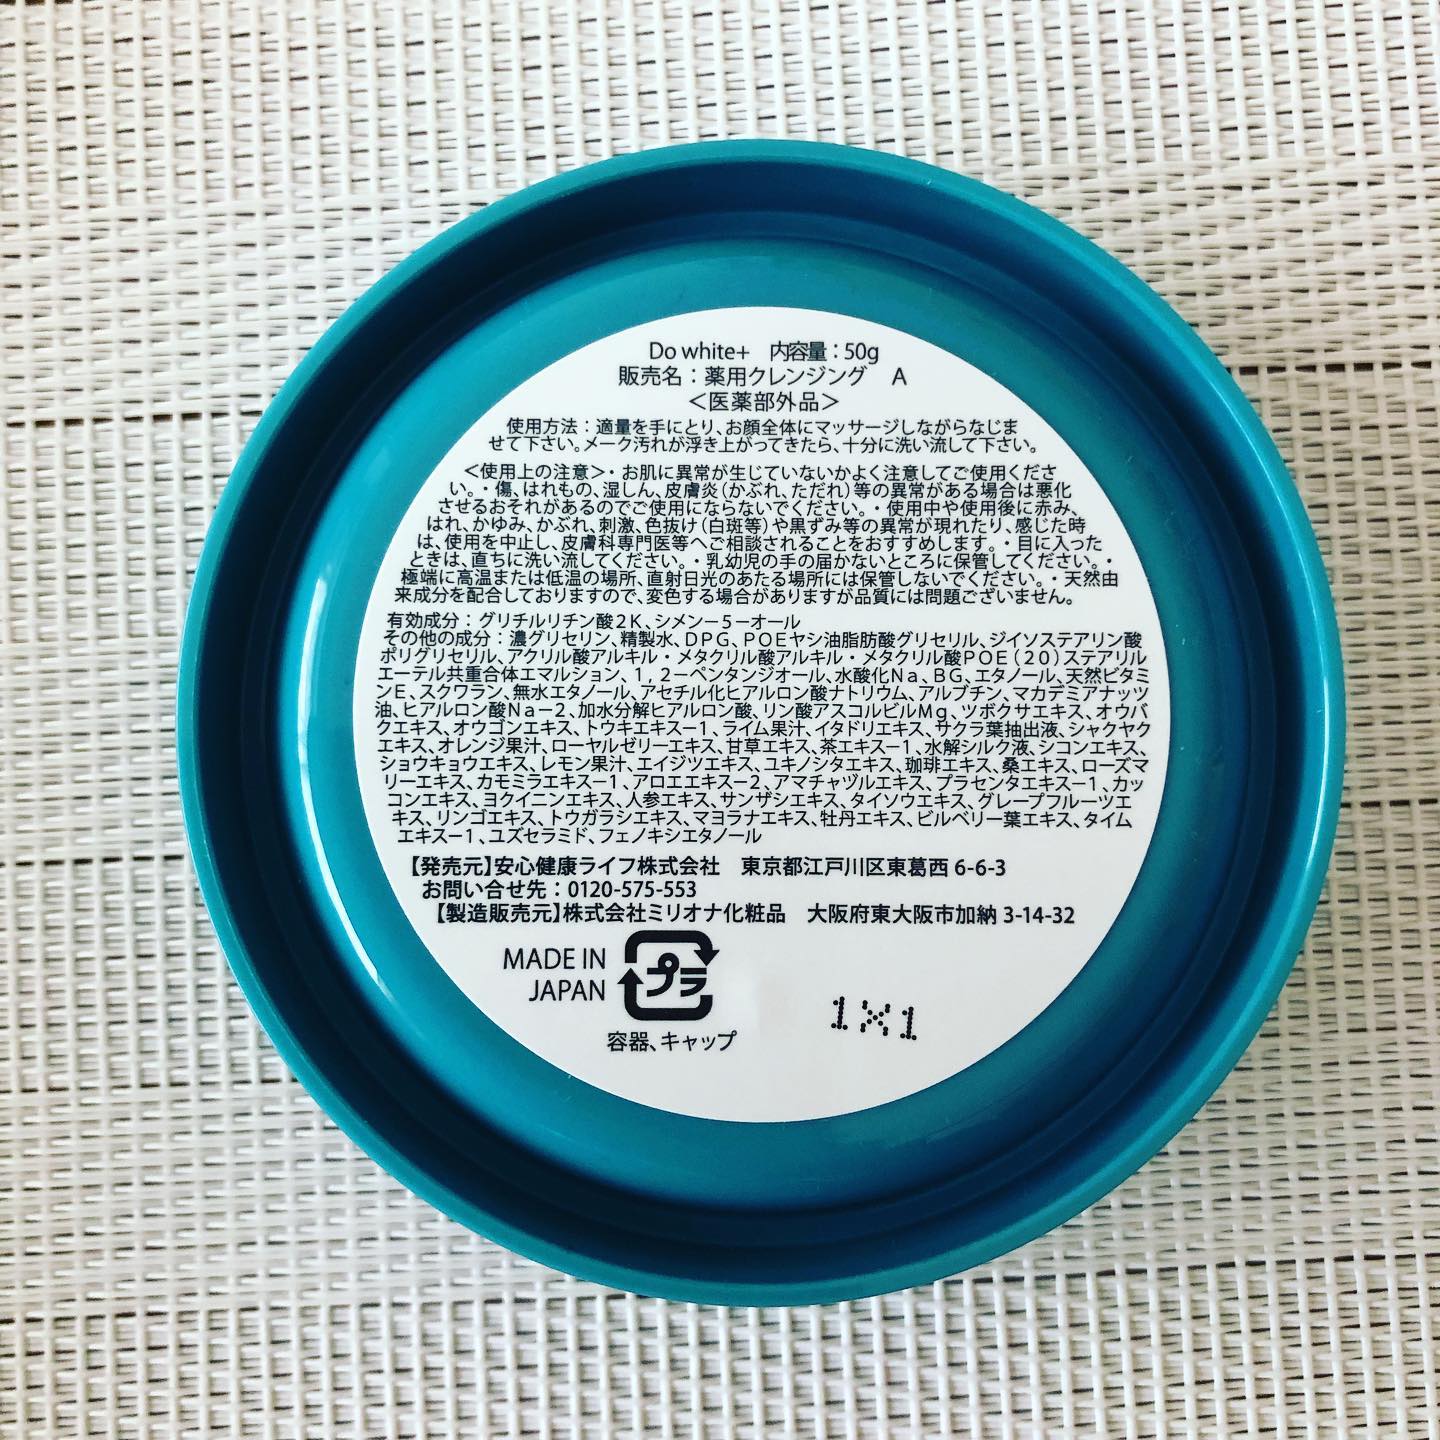 Do white+　内容量：50g
販売名：薬用クレンジング　A
＜医薬部外品＞
使用方法：適量を手にとり、お顔全体にマッサージしながらなじま
せて下さい。メーク汚れが浮き上がってきたら、十分に洗い流して下さい。
＜使用上の注意＞・お肌に異常が生じていないかよく注意してご使用くださ
い。・傷、はれもの、湿しん、皮膚炎（かぶれ、ただれ）等の異常がある場合は悪化
させるおそれがあるのでご使用にならないでください。・使用中や使用後に赤み、
はれ、かゆみ、かぶれ、刺激、色抜け（白斑等）や黒ずみ等の異常が現れたり、感じた時
は、使用を中止し、皮膚科専門医等へご相談されることをおすすめします。・目に入った
ときは、直ちに洗い流してください。・乳幼児の手の届かないところに保管してください。・
極端に高温または低温の場所、直射日光のあたる場所には保管しないでください。・天然由
来成分を配合しておりますので、変色する場合がありますが品質には問題ございません。
有効成分：グリチルリチン酸2K、シメン－5－オール
その他の成分：濃グリセリン、精製水、DPG、POEヤシ油脂肪酸グリセリル、ジイソステアリン酸
ポリグリセリル、アクリル酸アルキル・メタクリル酸アルキル・メタクリル酸POE（20）ステアリル
エーテル共重合体エマルション、1，2－ペンタンジオール、水酸化Na、BG、エタノール、天然ビタミ
ンE、スクワラン、無水エタノール、アセチル化ヒアルロン酸ナトリウム、アルブチン、マカデミアナッツ
油、ヒアルロン酸Na－2、加水分解ヒアルロン酸、リン酸アスコルビルMg、ツボクサエキス、オウバ
クエキス、オウゴンエキス、トウキエキス－1、ライム果汁、イタドリエキス、サクラ葉抽出液、シャクヤク
エキス、オレンジ果汁、ローヤルゼリーエキス、甘草エキス、茶エキス－1、水解シルク液、シコンエキス、
ショウキョウエキス、レモン果汁、エイジツエキス、ユキノシタエキス、珈琲エキス、桑エキス、ローズマ
リーエキス、カモミラエキス－1、アロエエキス－2、アマチャヅルエキス、プラセンタエキス－1、カッ
コンエキス、ヨクイニンエキス、人参エキス、サンザシエキス、タイソウエキス、グレープフルーツエ
キス、リンゴエキス、トウガラシエキス、マヨラナエキス、牡丹エキス、ビルベリー葉エキス、タイム
エキス－1、ユズセラミド、フェノキシエタノール
【発売元】安心健康ライフ株式会社　東京都江戸川区東葛西 6-6-3
お問い合せ先：0120-575-553
【製造販売元】株式会社ミリオナ化粧品　大阪府東大阪市加納 3-14-32
MADE IN
JAPAN
プラ
1X1
容器、キャップ